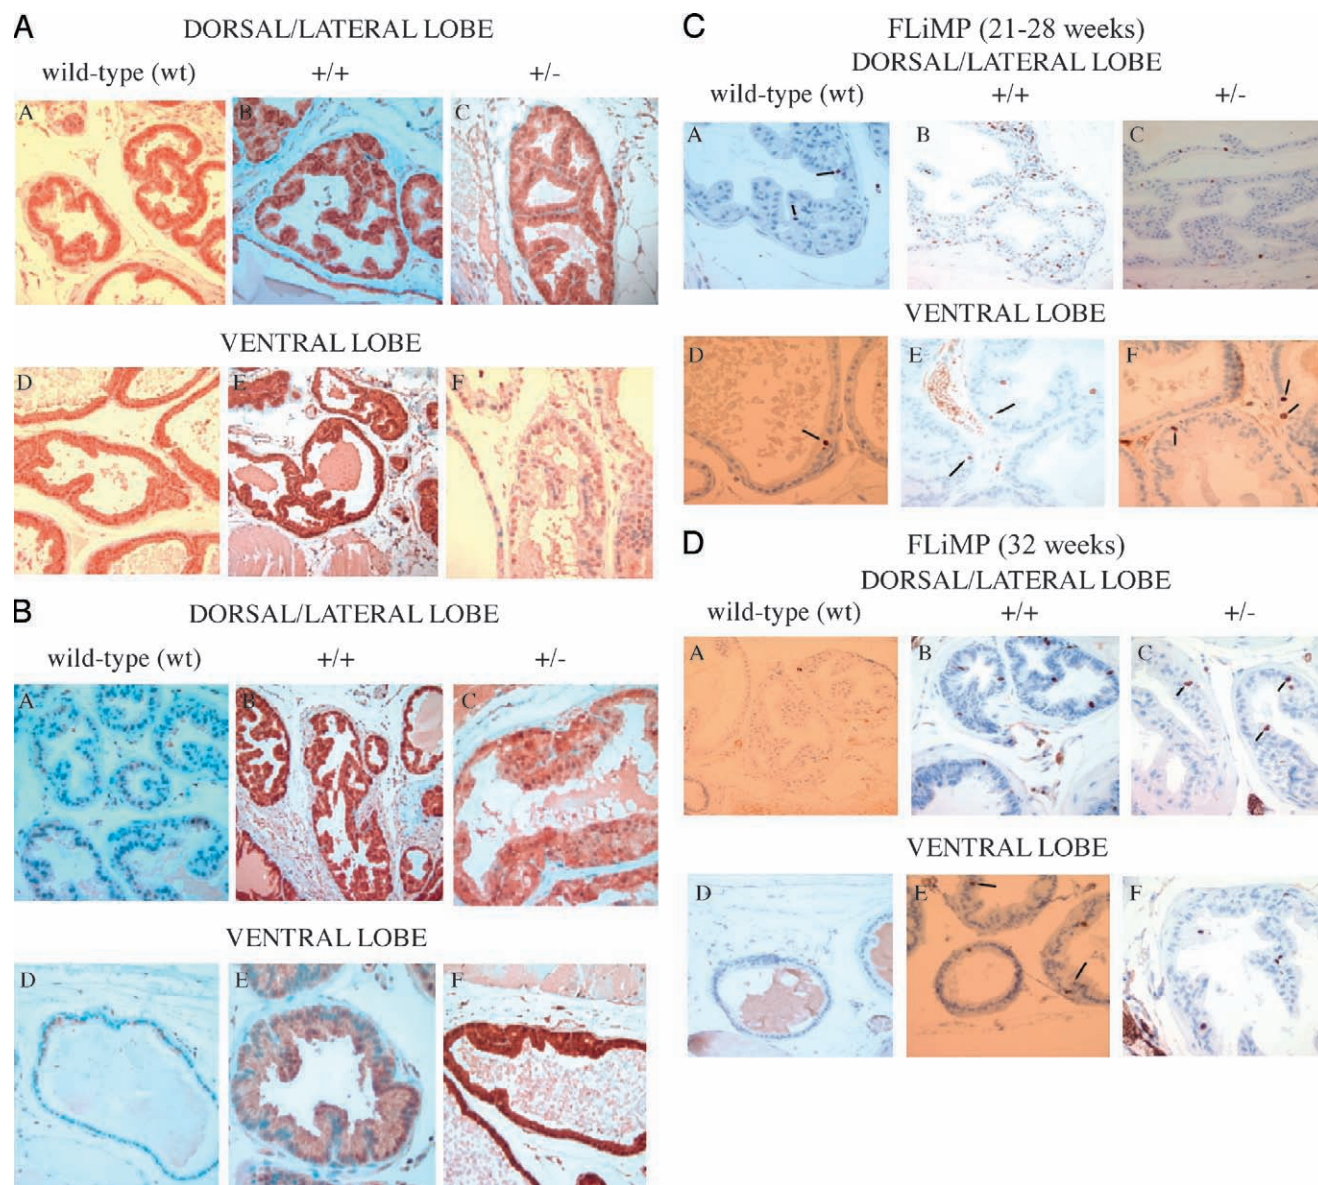 A
DORSAL/LATERAL LOBE
wild-type (wt) +/+ +/-
A B C
VENTRAL LOBE
D E F
B
DORSAL/LATERAL LOBE
wild-type (wt) +/+ +/-
A B C
VENTRAL LOBE
D E F
C
FLiMP (21-28 weeks)
DORSAL/LATERAL LOBE
wild-type (wt) +/+ +/-
A B C
VENTRAL LOBE
D E F
D
FLiMP (32 weeks)
DORSAL/LATERAL LOBE
wild-type (wt) +/+ +/-
A B C
VENTRAL LOBE
D E F